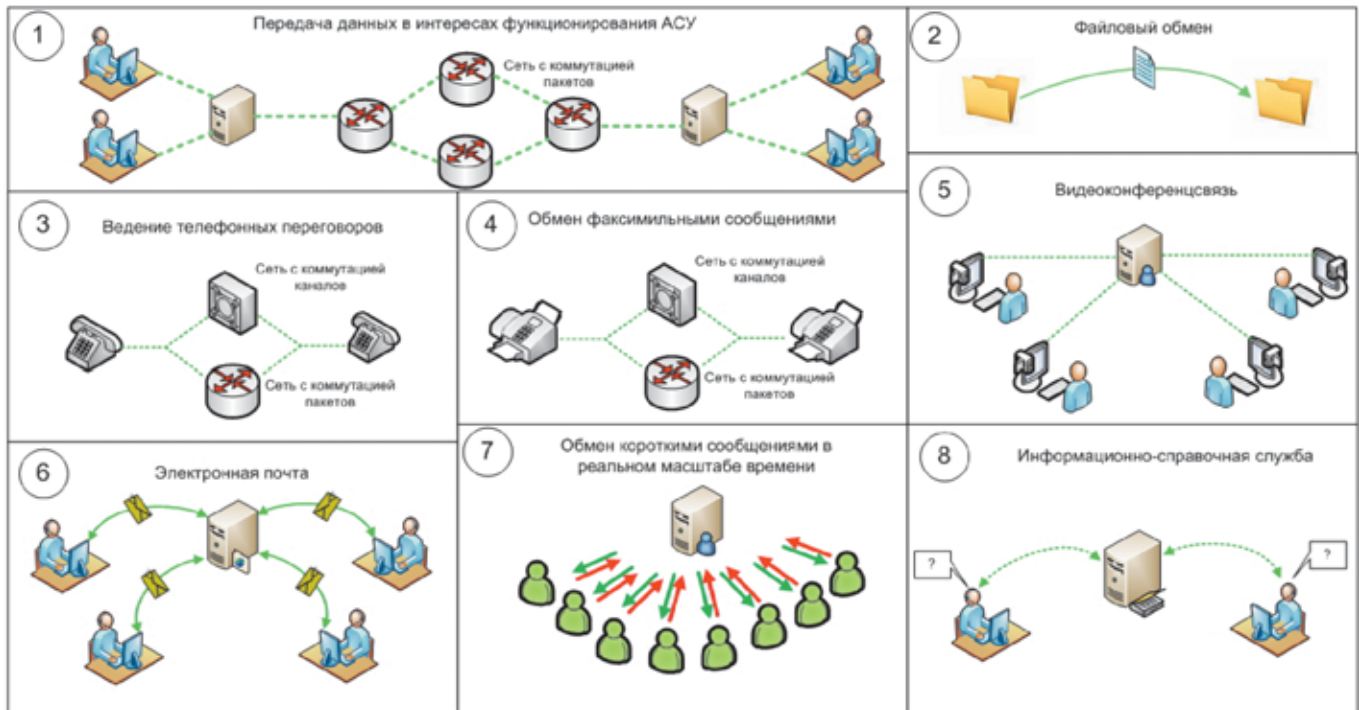 1
Передача данных в интересах функционирования АСУ
Сеть с коммутацией
пакетов
2
Файловый обмен
3
Ведение телефонных переговоров
Сеть с коммутацией
каналов
Сеть с коммутацией
пакетов
4
Обмен факсимильными сообщениями
Сеть с коммутацией
каналов
Сеть с коммутацией
пакетов
5
Видеоконференцсвязь
6
Электронная почта
7
Обмен короткими сообщениями в
реальном масштабе времени
8
Информационно-справочная служба
?
?